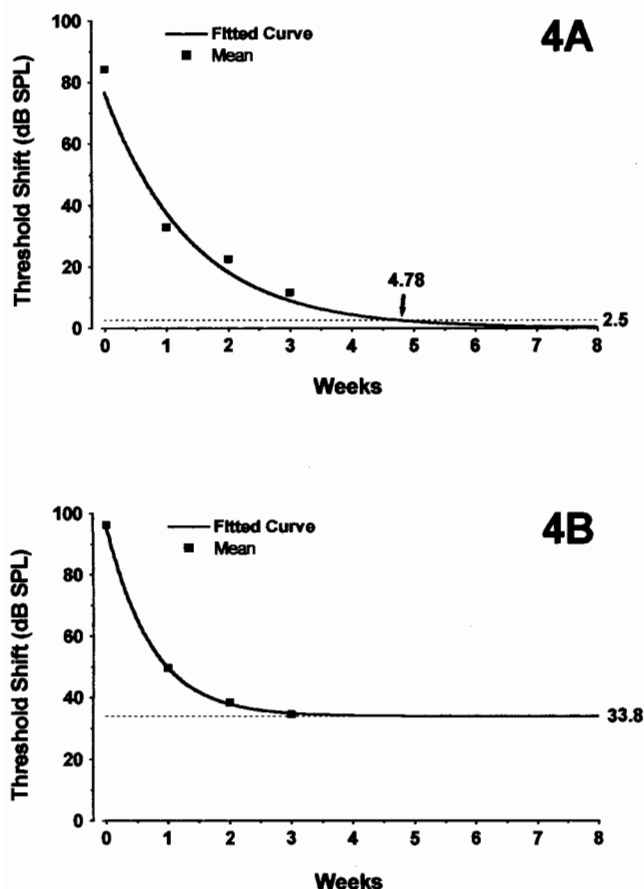 4A
100
80
60
40
20
0
Threshold Shift (dB SPL)
Fitted Curve
Mean
4.78
2.5
0 1 2 3 4 5 6 7 8
Weeks
4B
100
80
60
40
20
0
Threshold Shift (dB SPL)
Fitted Curve
Mean
33.8
0 1 2 3 4 5 6 7 8
Weeks